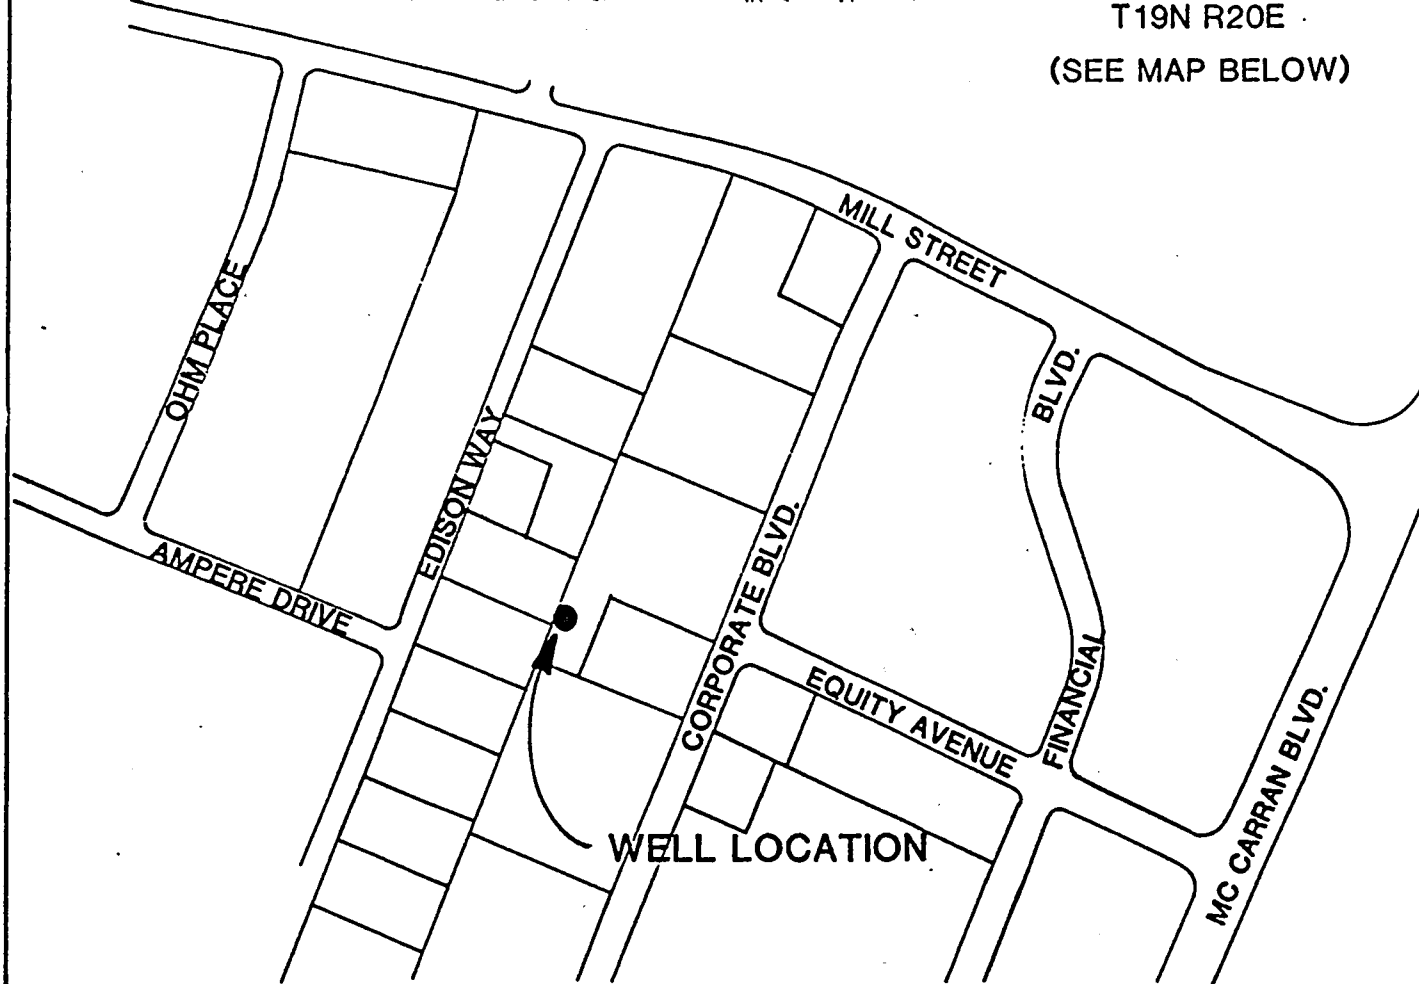 T19N R20E
(SEE MAP BELOW)
MILL STREET
OHM PLACE
BLVD.
EDISON WAY
CORPORATE BLVD.
AMPERE DRIVE
FINANCIAL
EQUITY AVENUE
MC CARRAN BLVD.
WELL LOCATION